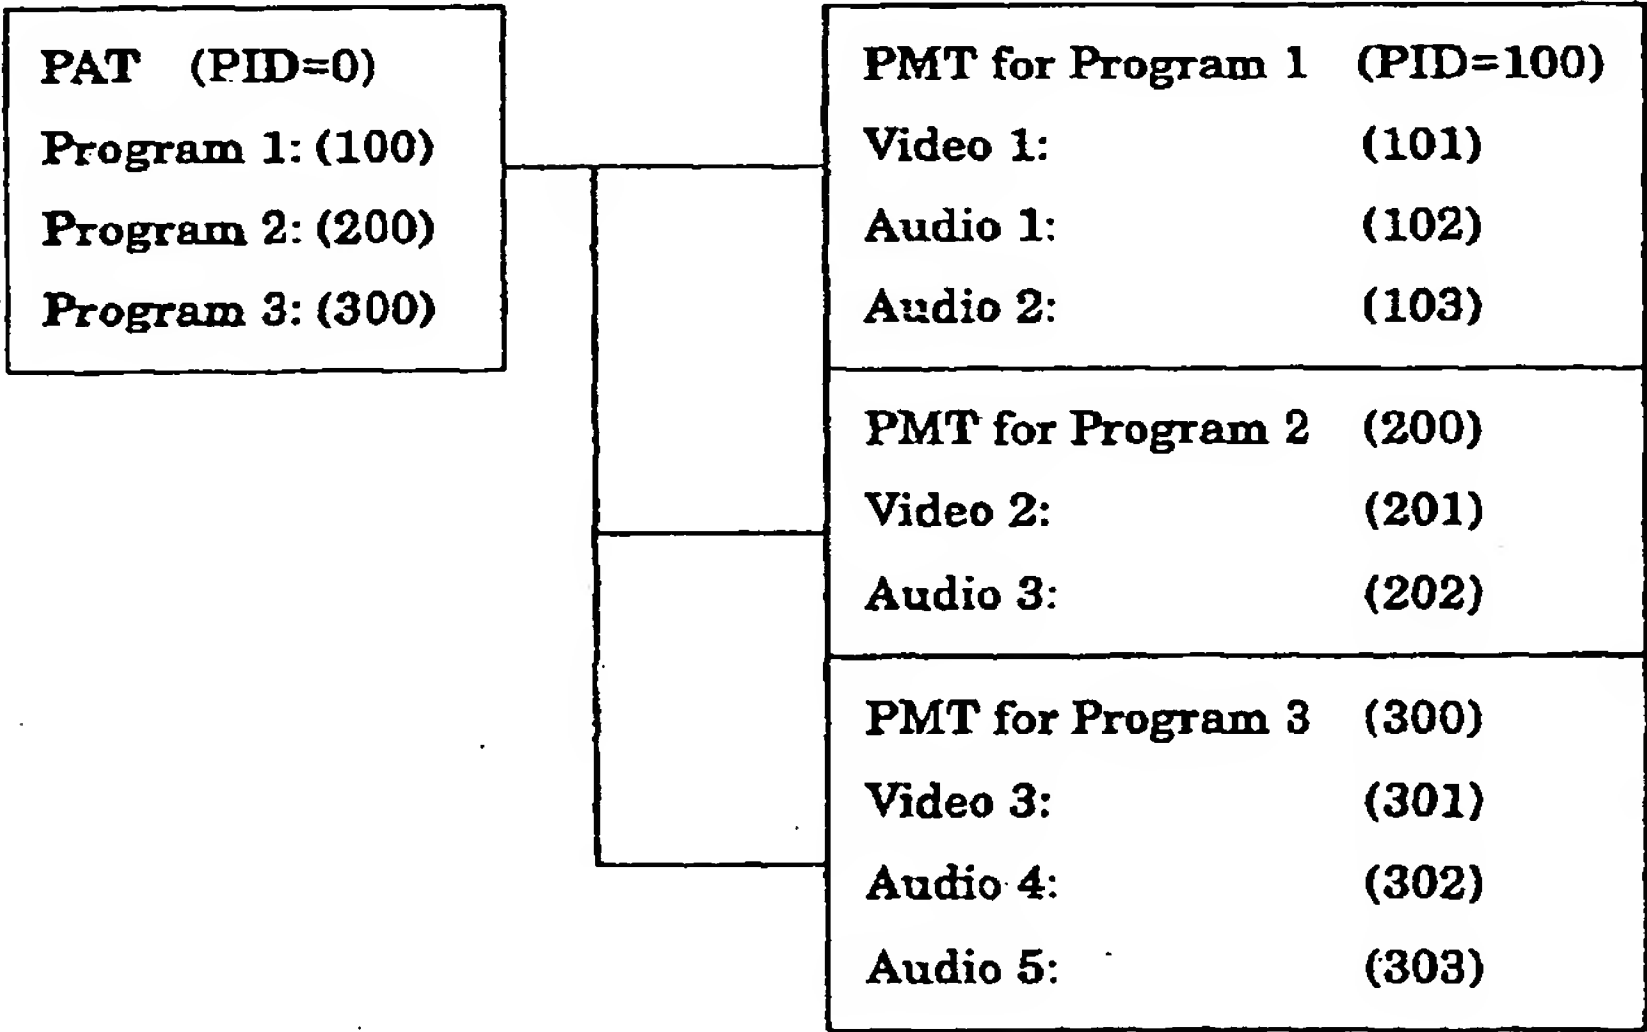 PAT (PID=0)
Program 1: (100)
Program 2: (200)
Program 3: (300)
PMT for Program 1 (PID=100)
Video 1: (101)
Audio 1: (102)
Audio 2: (103)
PMT for Program 2 (200)
Video 2: (201)
Audio 3: (202)
PMT for Program 3 (300)
Video 3: (301)
Audio 4: (302)
Audio 5: (303)